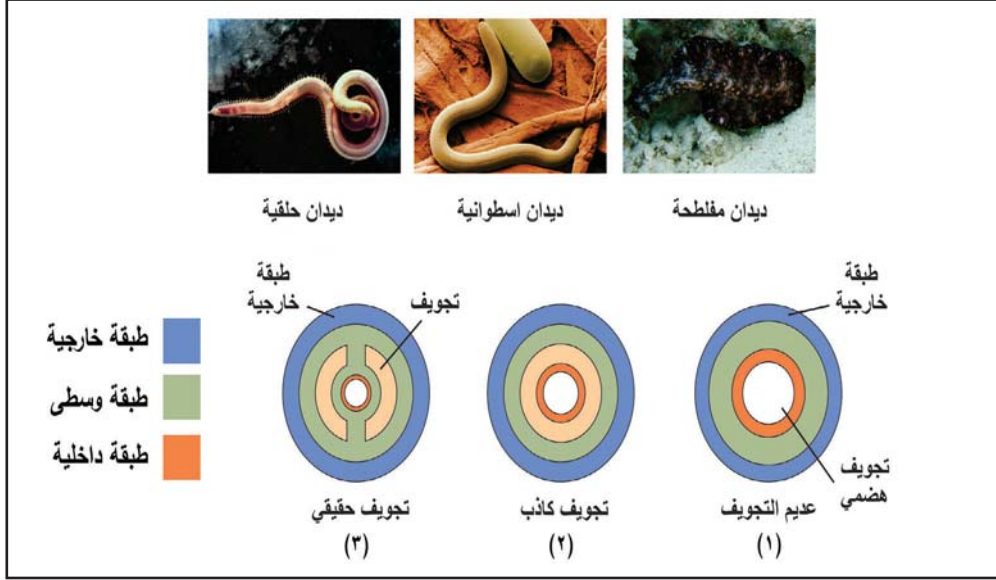 ديدان مفلطحة
ديدان اسطوانية
ديدان حلقية
طبقة
خارجية
تجويف
هضمي
عديم التجويف
(١)
تجويف كاذب
(٢)
تجويف
طبقة
خارجية
تجويف حقيقي
(٣)
طبقة خارجية
طبقة وسطى
طبقة داخلية